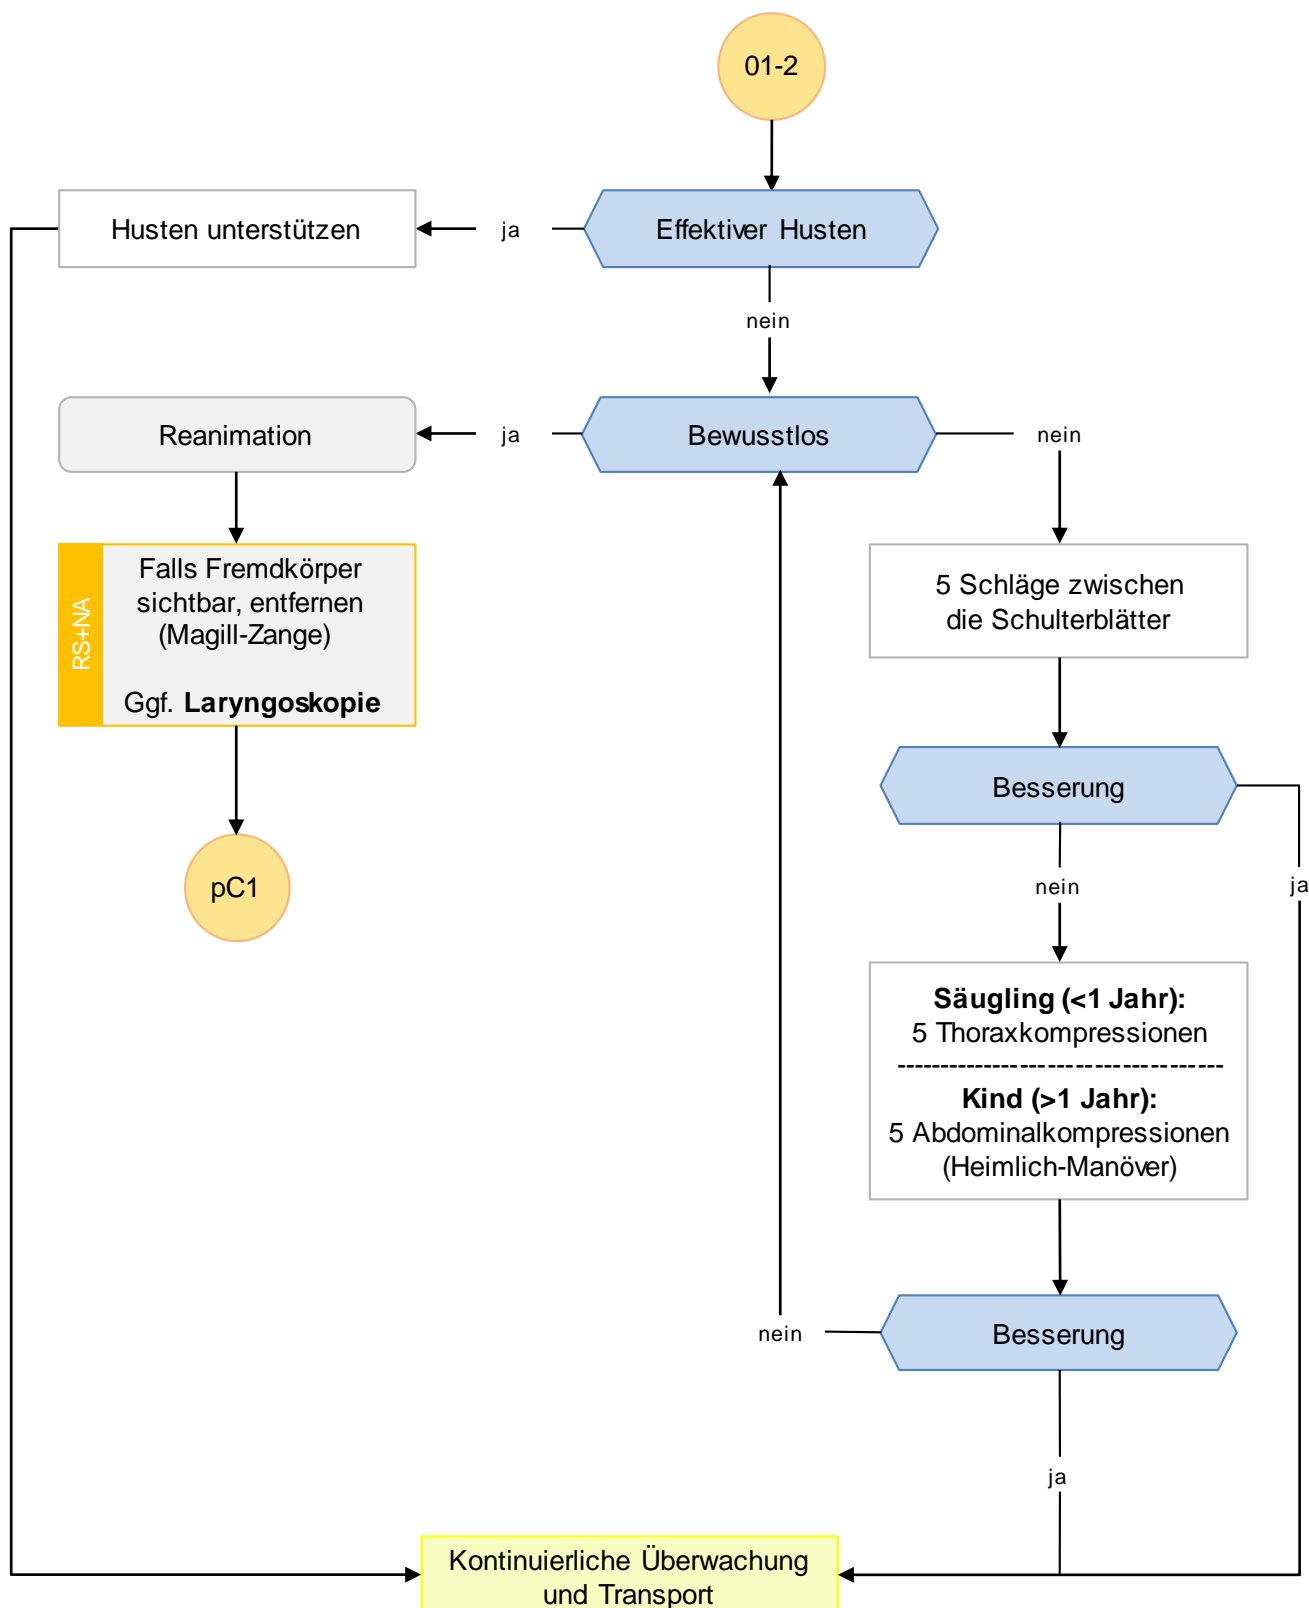 01-2
Husten unterstützen
ja
Effektiver Husten
nein
Reanimation
ja
Bewusstlos
nein
RS+NA
Falls Fremdkörper
sichtbar, entfernen
(Magill-Zange)
Ggf. Laryngoskopie
5 Schläge zwischen
die Schulterblätter
Besserung
pC1
nein
ja
Säugling (<1 Jahr):
5 Thoraxkompressionen
------------------------------------
Kind (>1 Jahr):
5 Abdominalkompressionen
(Heimlich-Manöver)
nein
Besserung
ja
Kontinuierliche Überwachung
und Transport